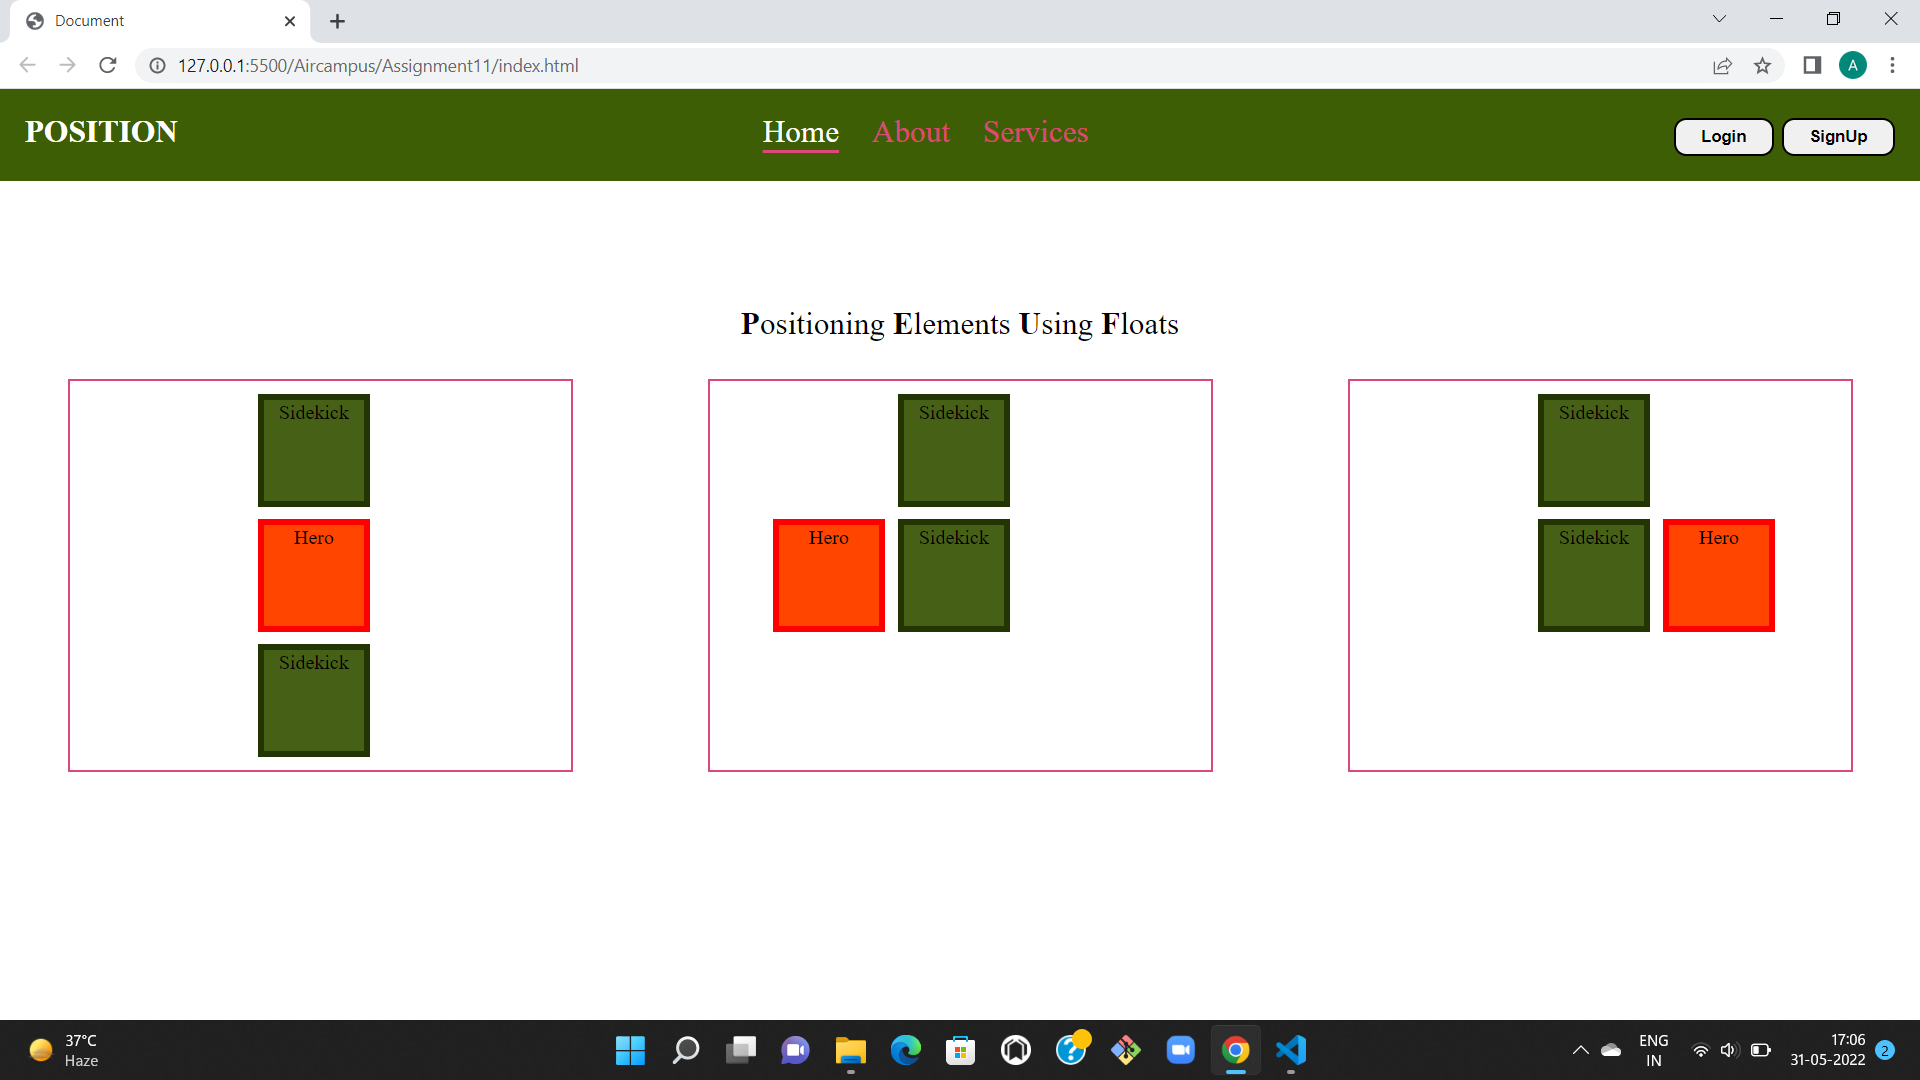 Document
127.0.0.1:5500/Aircampus/Assignment11/index.html
A
POSITION
Home About Services
Login SignUp
Positioning Elements Using Floats
Sidekick
Hero
Sidekick
Sidekick
Hero Sidekick
Sidekick
Sidekick Hero
37°C
Haze
ENG
IN
17:06
31-05-2022
2